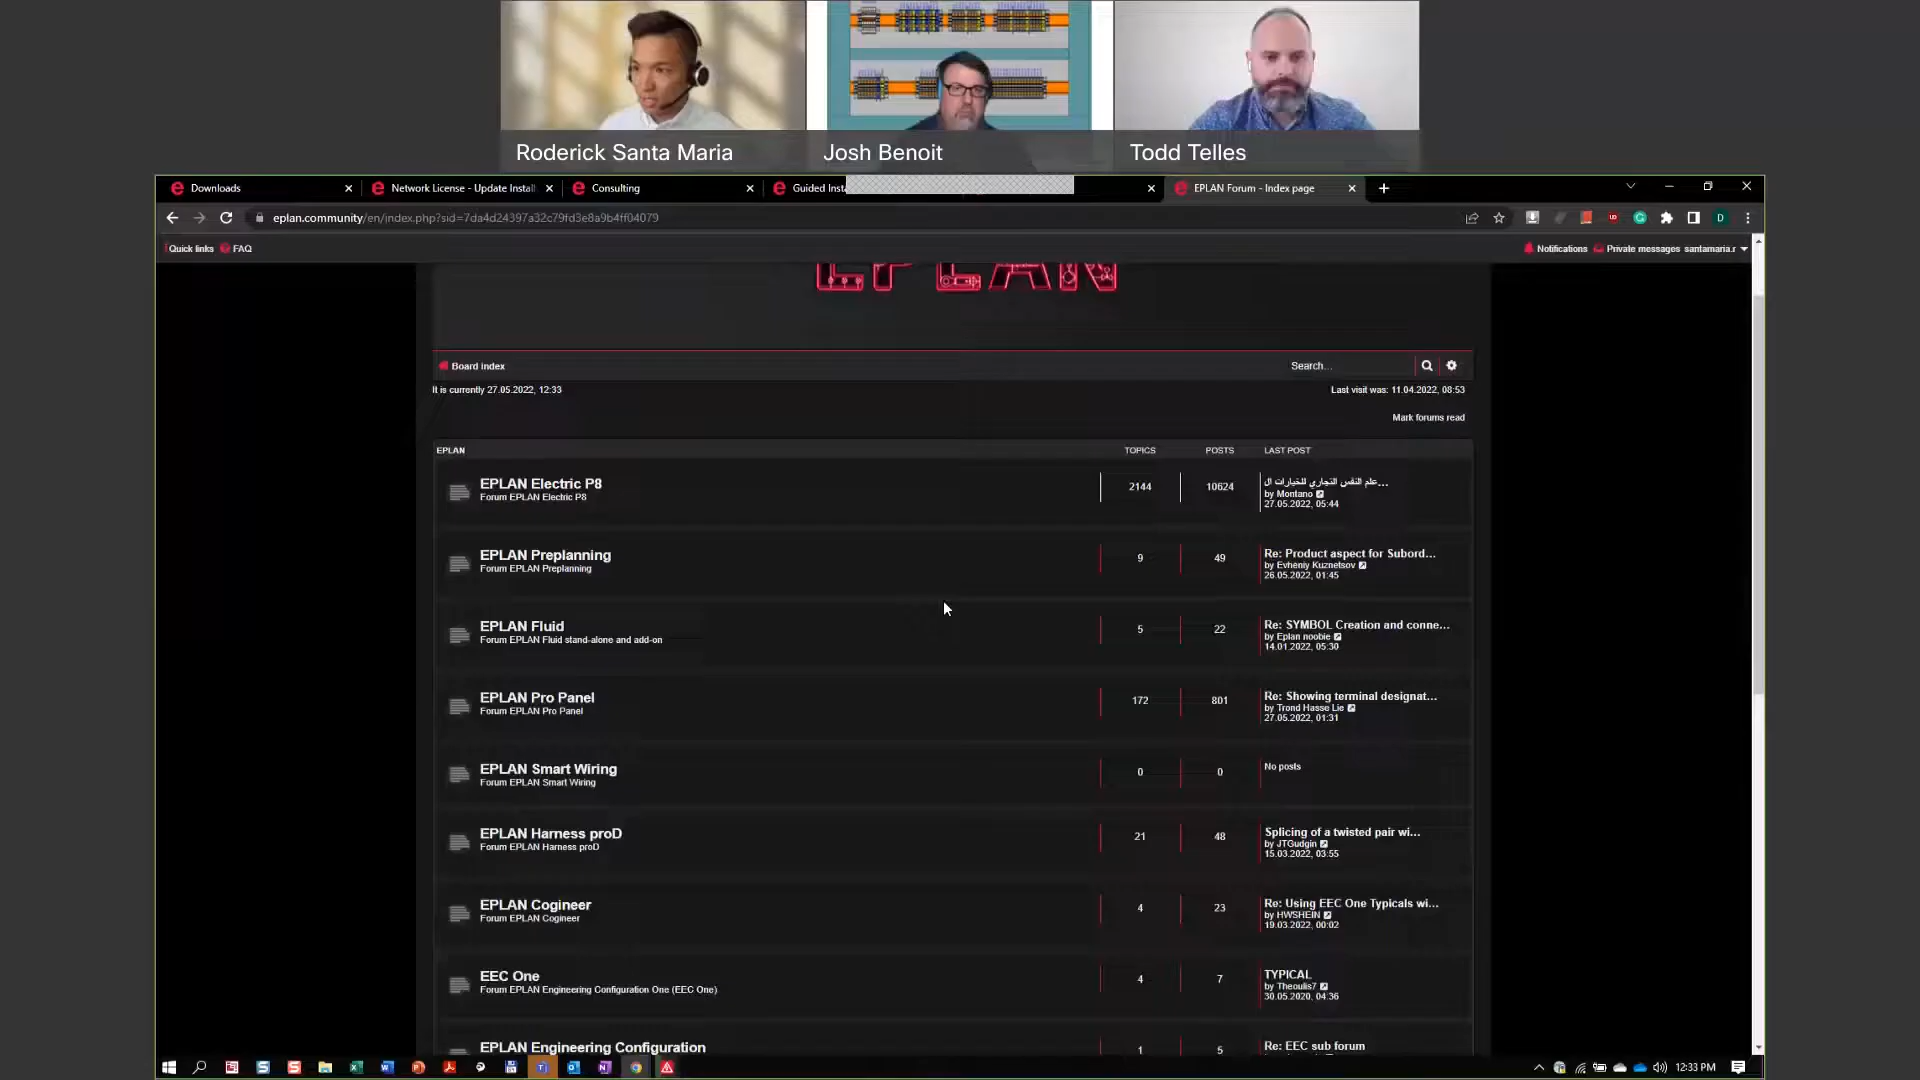 Roderick Santa Maria
Josh Benoit
Todd Telles
Downloads
Network License - Update Install
Consulting
Guided Inst
EPLAN Forum - Index page
eplan.community/en/index.php?sid=7da4d24397a32c79fd3e8a9b4ff04079
D
Quick links
FAQ
Notifications
Private messages
santamaria.r
EPLAN
Board index
Search…
It is currently 27.05.2022, 12:33
Last visit was: 11.04.2022, 08:53
Mark forums read
EPLAN
TOPICS
POSTS
LAST POST
EPLAN Electric P8
Forum EPLAN Electric P8
2144
10624
علم النفس التجاري للخيارات ال…
by Montano
27.05.2022, 05:44
EPLAN Preplanning
Forum EPLAN Preplanning
9
49
Re: Product aspect for Subord…
by Evheniy Kuznetsov
26.05.2022, 01:45
EPLAN Fluid
Forum EPLAN Fluid stand-alone and add-on
5
22
Re: SYMBOL Creation and conne…
by Eplan noobie
14.01.2022, 05:30
EPLAN Pro Panel
Forum EPLAN Pro Panel
172
801
Re: Showing terminal designat…
by Trond Hasse Lie
27.05.2022, 01:31
EPLAN Smart Wiring
Forum EPLAN Smart Wiring
0
0
No posts
EPLAN Harness proD
Forum EPLAN Harness proD
21
48
Splicing of a twisted pair wi…
by JTGudgin
15.03.2022, 03:55
EPLAN Cogineer
Forum EPLAN Cogineer
4
23
Re: Using EEC One Typicals wi…
by HWSHEIN
19.03.2022, 00:02
EEC One
Forum EPLAN Engineering Configuration One (EEC One)
4
7
TYPICAL
by Theoulis7
30.05.2020, 04:36
EPLAN Engineering Configuration
1
5
Re: EEC sub forum
12:33 PM